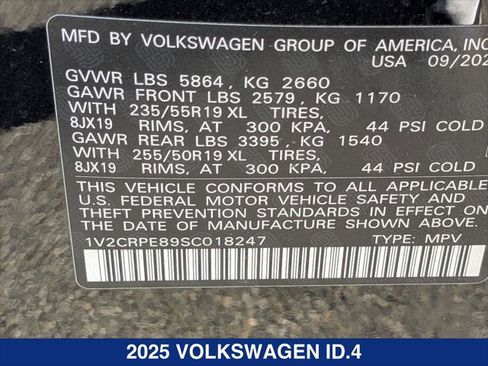 MFD BY VOLKSWAGEN GROUP OF AMERICA, INC
USA 09/202
GVWR LBS 5864, KG 2660
GAWR FRONT LBS 2579, KG 1170
WITH 235/55R19 XL TIRES,
8JX19 RIMS, AT 300 KPA, 44 PSI COLD
GAWR REAR LBS 3395, KG 1540
WITH 255/50R19 XL TIRES,
8JX19 RIMS, AT 300 KPA, 44 PSI COLD
THIS VEHICLE CONFORMS TO ALL APPLICABLE
U.S. FEDERAL MOTOR VEHICLE SAFETY
AND THEFT PREVENTION STANDARDS IN EFFECT ON
THE DATE OF MANUFACTURE SHOWN ABOVE
1V2CRPE89SC018247 TYPE: MPV
2025 VOLKSWAGEN ID.4